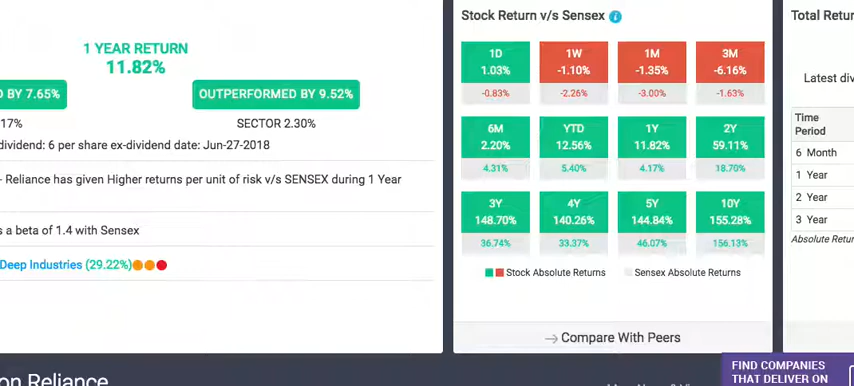 1 YEAR RETURN
11.82%
D BY 7.65%
OUTPERFORMED BY 9.52%
17%
SECTOR 2.30%
dividend: 6 per share ex-dividend date: Jun-27-2018
- Reliance has given Higher returns per unit of risk v/s SENSEX during 1 Year
s a beta of 1.4 with Sensex
Deep Industries (29.22%)
Stock Return v/s Sensex
1D 1W 1M 3M
1.03% -1.10% -1.35% -6.16%
-0.83% -2.26% -3.00% -1.63%
6M YTD 1Y 2Y
2.20% 12.56% 11.82% 59.11%
4.31% 5.40% 4.17% 18.70%
3Y 4Y 5Y 10Y
148.70% 140.26% 144.84% 155.28%
36.74% 33.37% 46.07% 156.13%
Stock Absolute Returns Sensex Absolute Returns
→ Compare With Peers
Total Retur
Latest div
Time
Period
6 Month
1 Year
2 Year
3 Year
Absolute Retur
on Reliance
FIND COMPANIES
THAT DELIVER ON